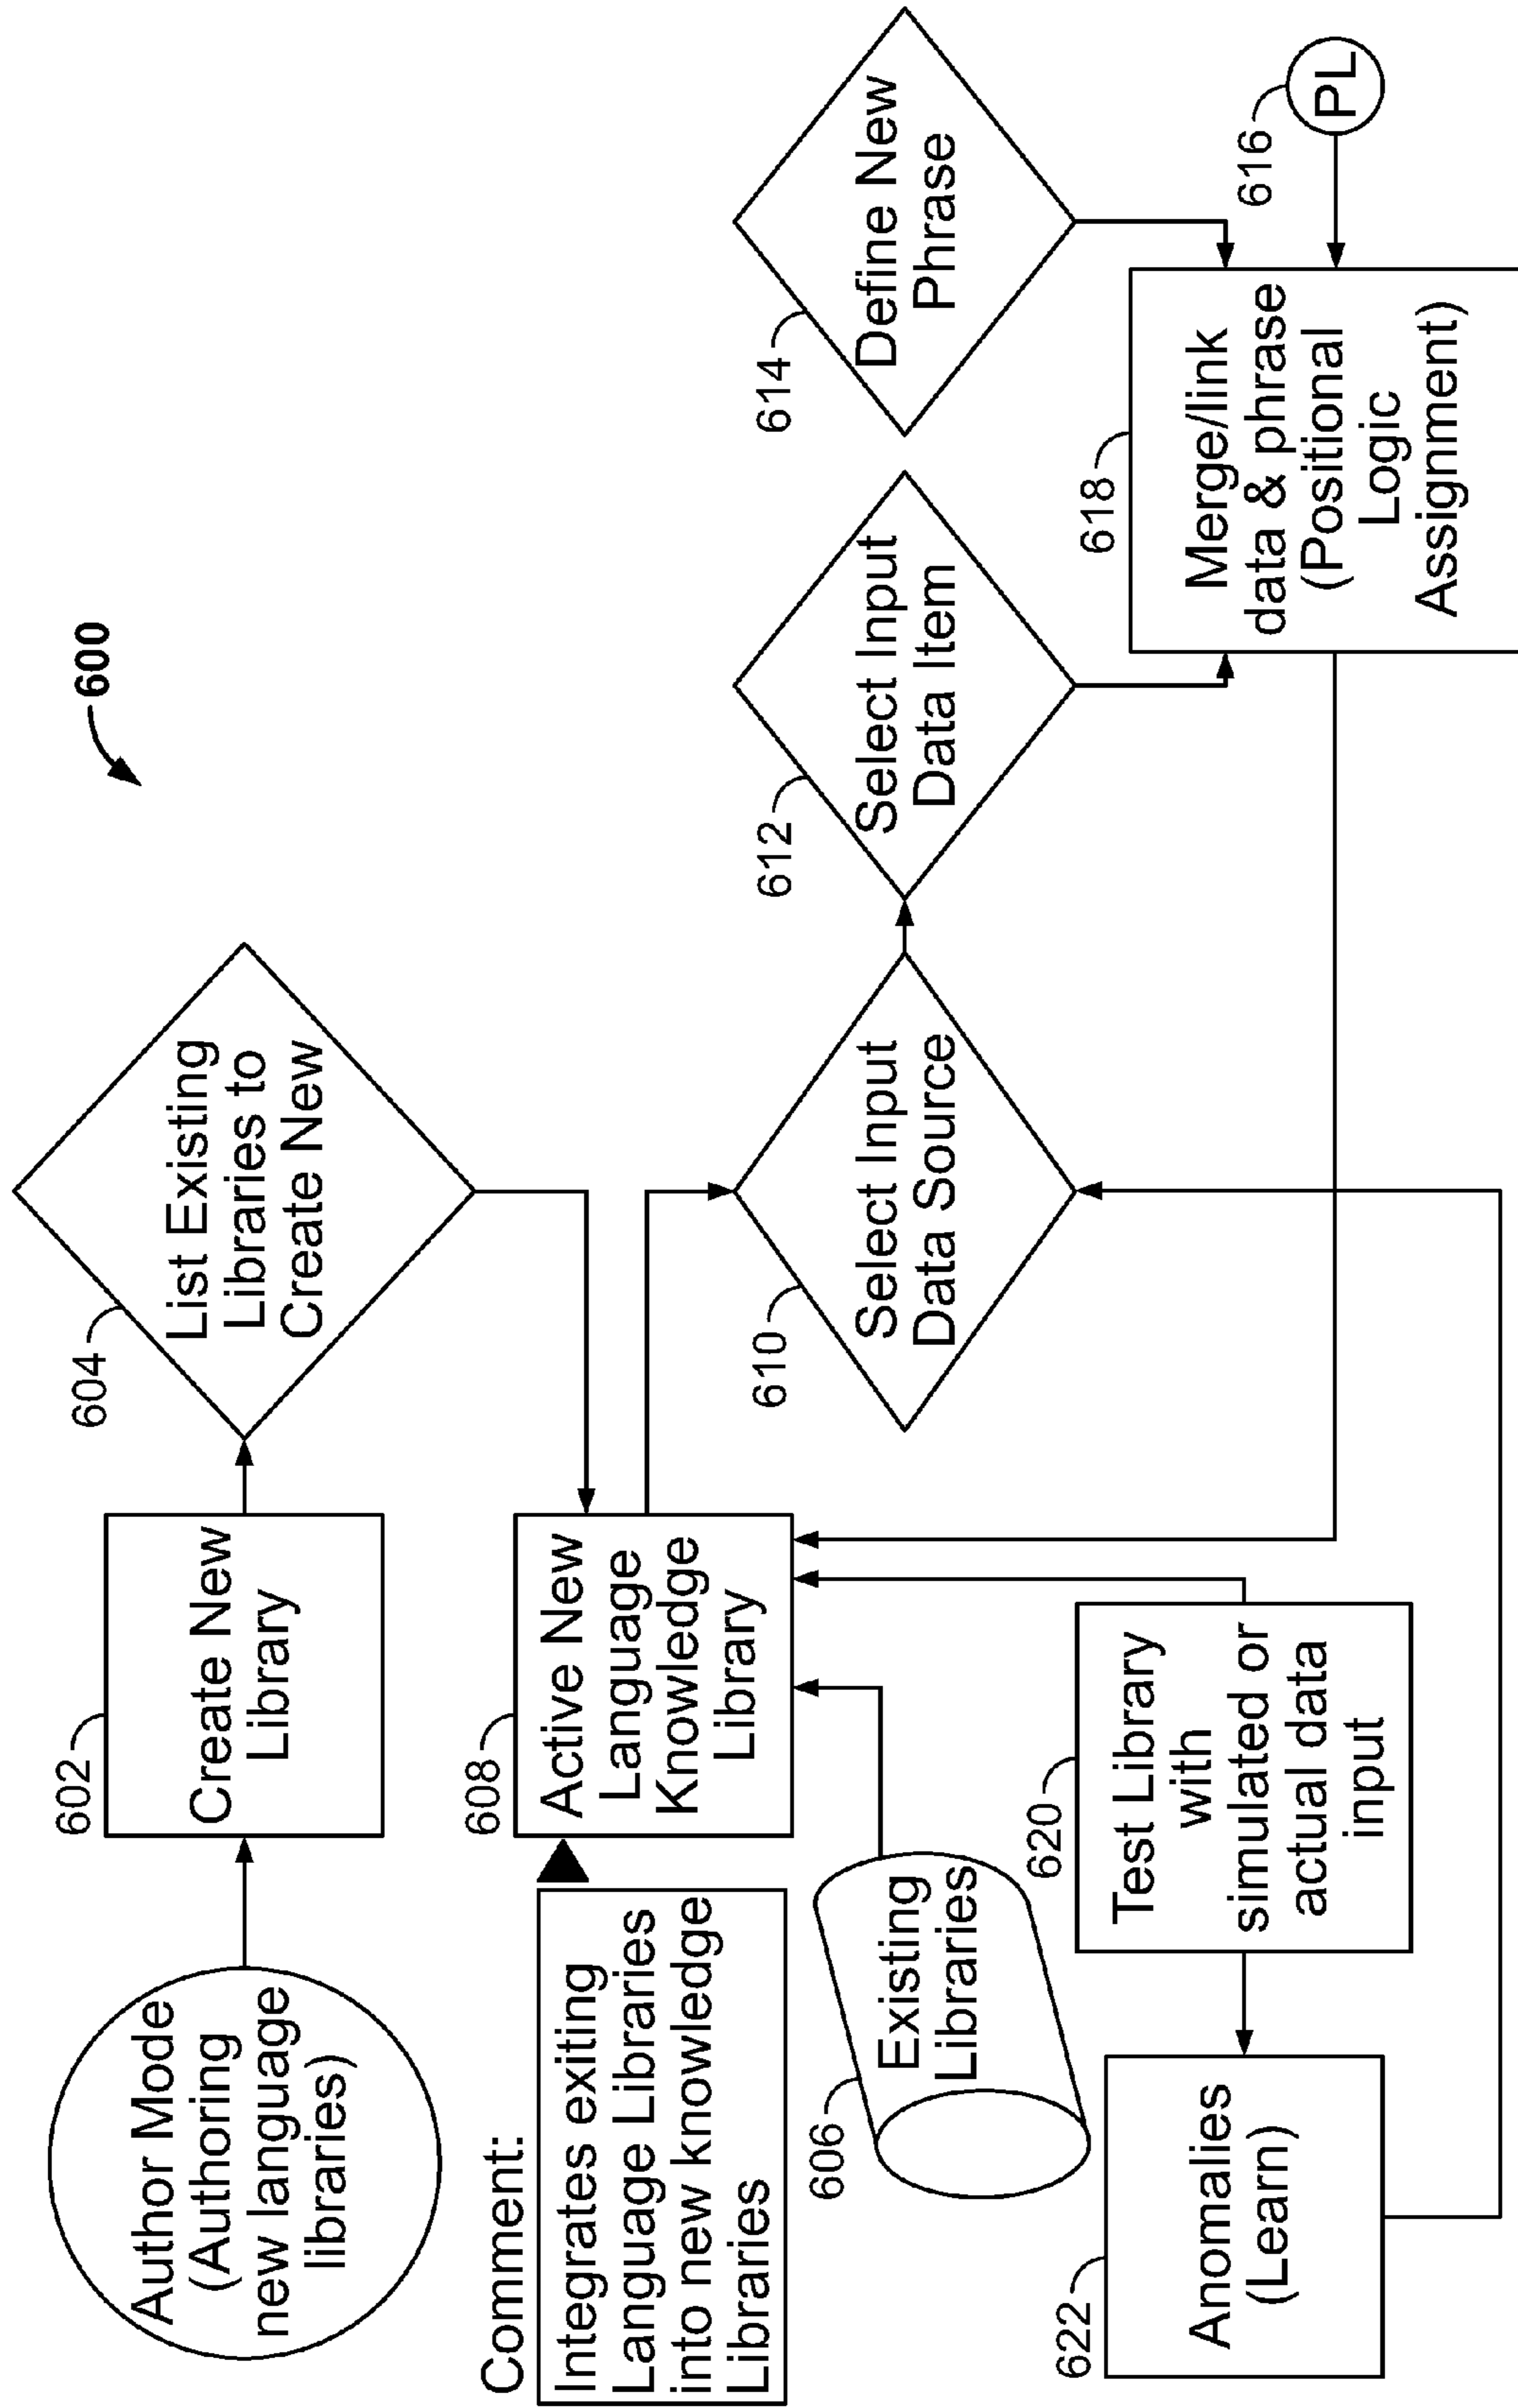 600
Author Mode
(Authoring
new language
libraries)
602
Create New
Library
604
List Existing
Libraries to
Create New
Comment:
Integrates exiting
Language Libraries
into new knowledge
Libraries
608
Active New
Language
Knowledge
Library
606
Existing
Libraries
610
Select Input
Data Source
612
Select Input
Data Item
614
Define New
Phrase
616
PL
618
Merge/link
data & phrase
(Positional
Logic
Assignment)
620
Test Library
with
simulated or
actual data
input
622
Anomalies
(Learn)